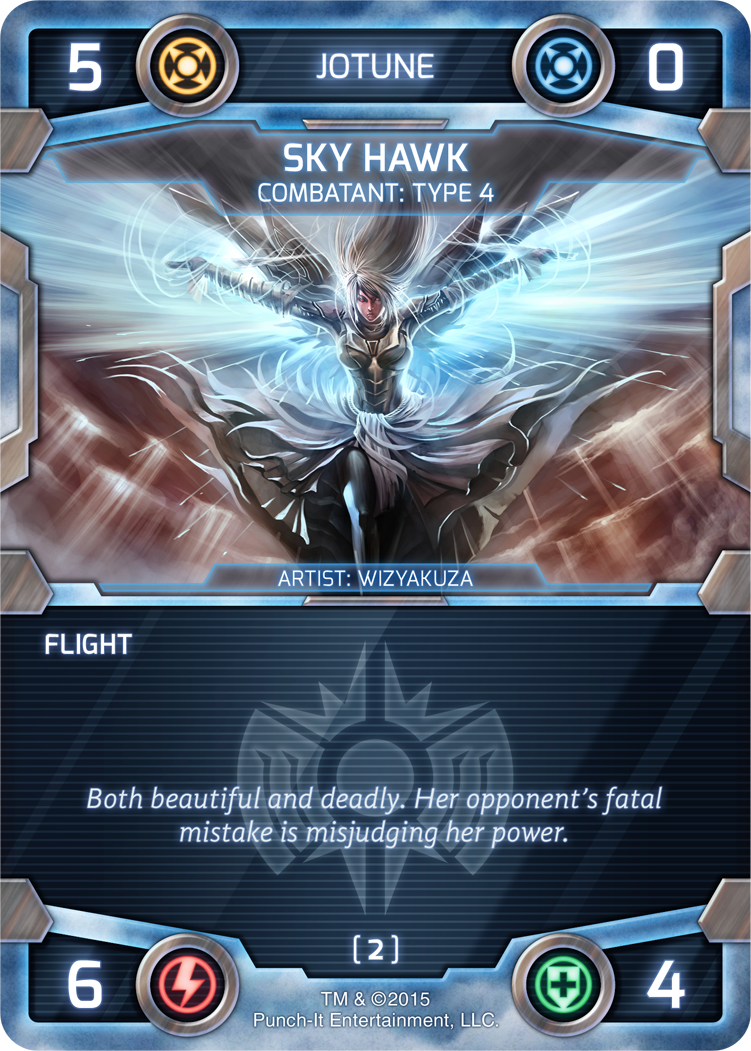 5 JOTUNE 0
SKY HAWK
COMBATANT: TYPE 4
ARTIST: WIZYAKUZA
FLIGHT
Both beautiful and deadly. Her opponent's fatal
mistake is misjudging her power.
[2]
6 4
TM & ©2015
Punch-It Entertainment, LLC.